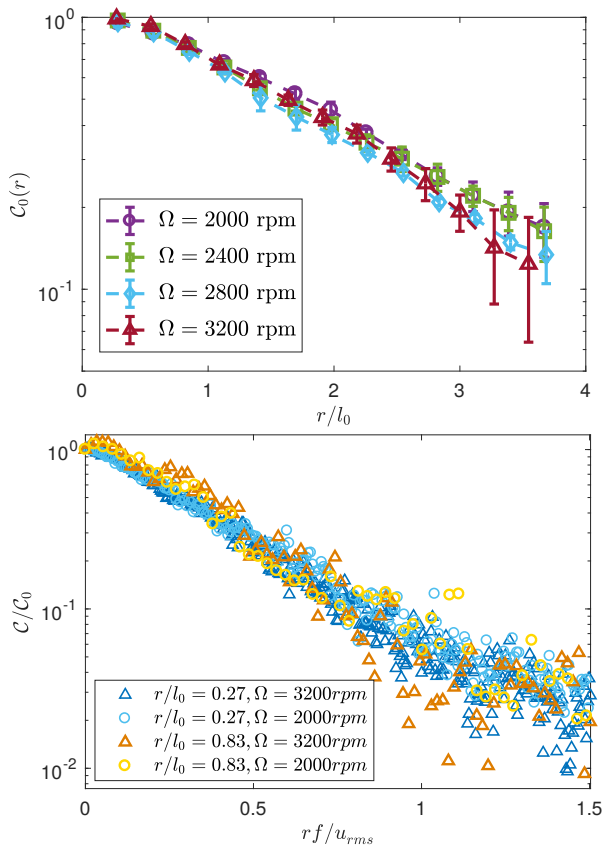 10^0
10^{-1}
C_0(r)
Ω = 2000 rpm
Ω = 2400 rpm
Ω = 2800 rpm
Ω = 3200 rpm
0 1 2 3 4
r/l_0
10^0
10^{-1}
10^{-2}
C/C_0
r/l_0 = 0.27, Ω = 3200rpm
r/l_0 = 0.27, Ω = 2000rpm
r/l_0 = 0.83, Ω = 3200rpm
r/l_0 = 0.83, Ω = 2000rpm
0 0.5 1 1.5
rf/u_{rms}